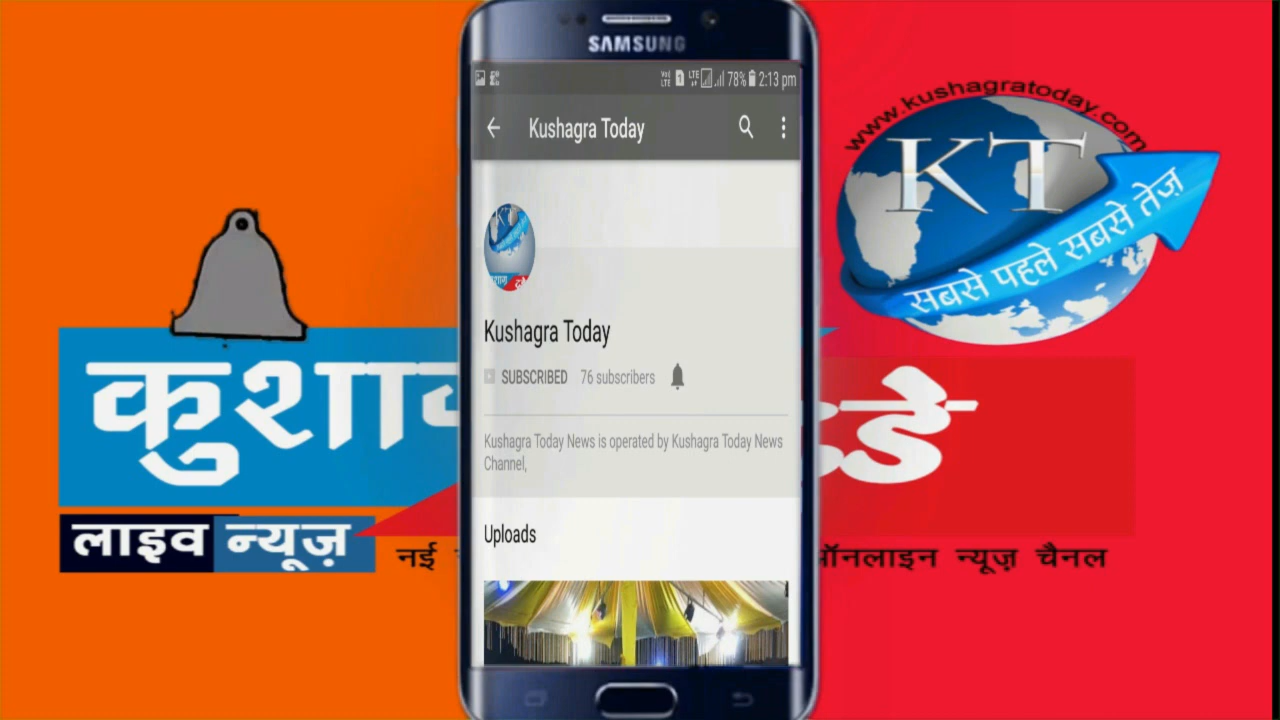 SAMSUNG
78% 2:13 pm
Kushagra Today
www.kushagratoday.com
KT
सबसे पहले सबसे तेज़
Kushagra Today
SUBSCRIBED 76 subscribers
Kushagra Today News is operated by Kushagra Today News
Channel,
Uploads
लाइव न्यूज़
नई
ऑनलाइन न्यूज़ चैनल